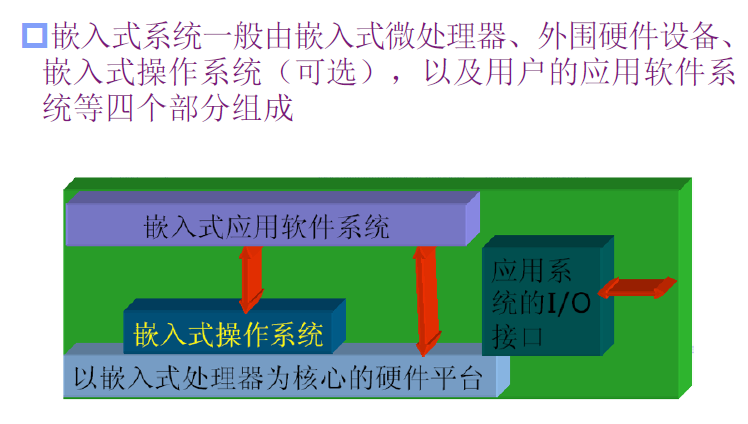 嵌入式系统一般由嵌入式微处理器、外围硬件设备、
嵌入式操作系统（可选），以及用户的应用软件系
统等四个部分组成
嵌入式应用软件系统
应用系
统的I/O
接口
嵌入式操作系统
以嵌入式处理器为核心的硬件平台